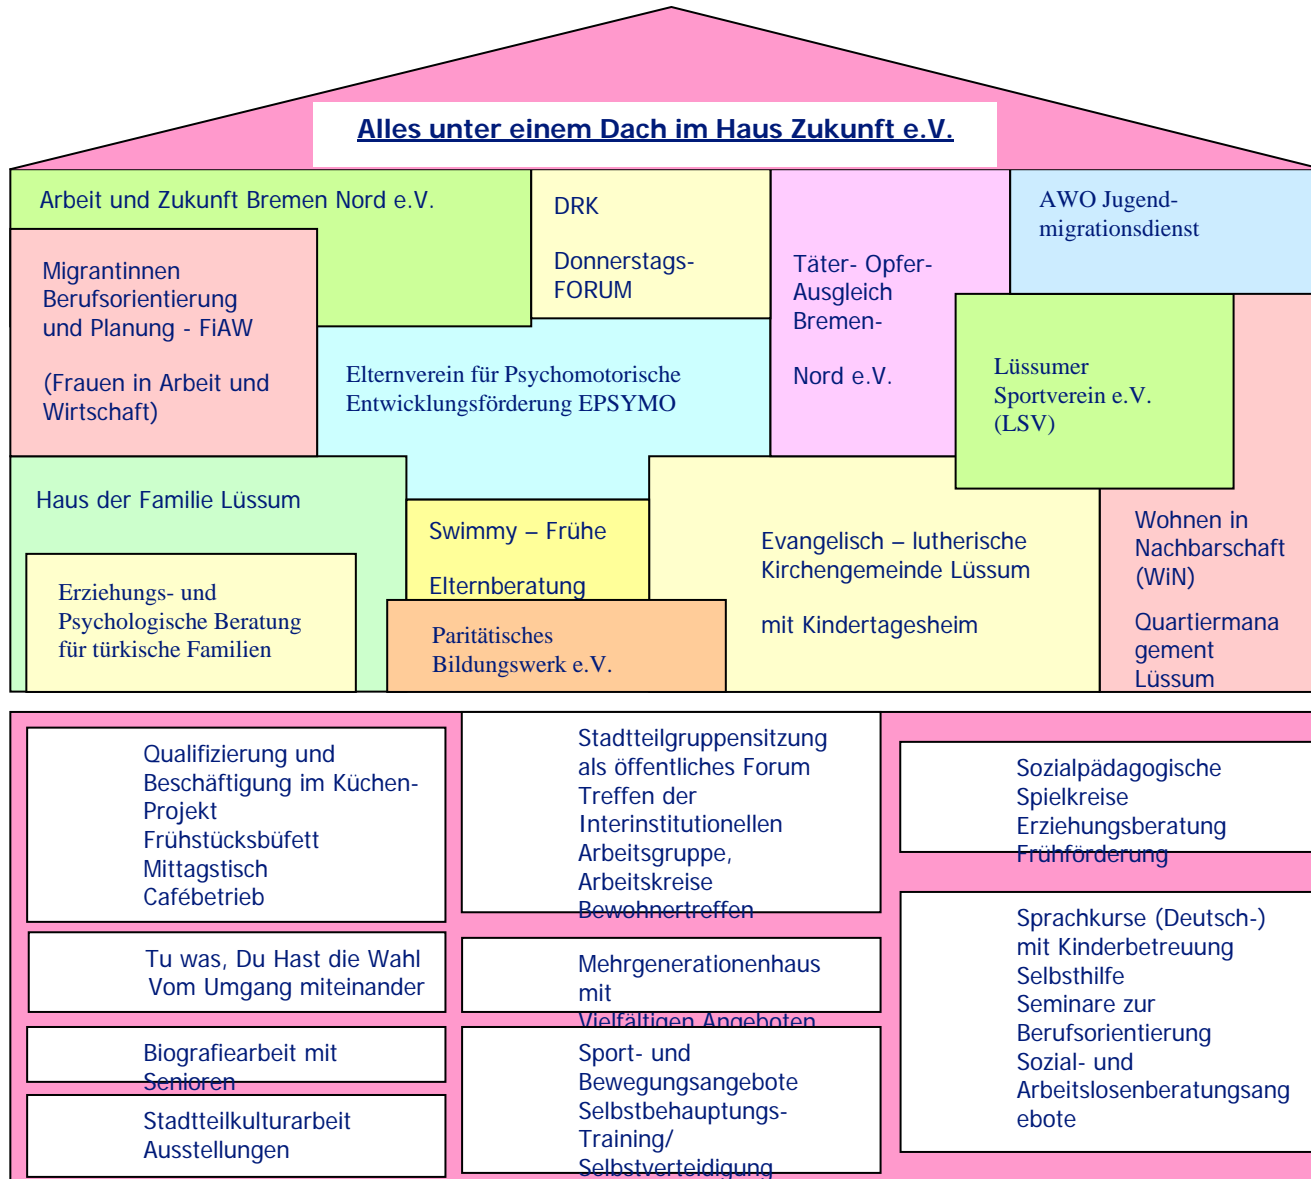 Alles unter einem Dach im Haus Zukunft e.V.
Arbeit und Zukunft Bremen Nord e.V.
Migrantinnen
Berufsorientierung
und Planung - FiAW
(Frauen in Arbeit und
Wirtschaft)
DRK
Donnerstags-
FORUM
Täter- Opfer-
Ausgleich
Bremen-
Nord e.V.
AWO Jugend-
migrationsdienst
Elternverein für Psychomotorische
Entwicklungsförderung EPSYMO
Lüssumer
Sportverein e.V.
(LSV)
Haus der Familie Lüssum
Erziehungs- und
Psychologische Beratung
für türkische Familien
Swimmy – Frühe
Elternberatung
Paritätisches
Bildungswerk e.V.
Evangelisch – lutherische
Kirchengemeinde Lüssum
mit Kindertagesheim
Wohnen in
Nachbarschaft
(WiN)
Quartiermana
gement
Lüssum
Qualifizierung und
Beschäftigung im Küchen-
Projekt
Frühstücksbüfett
Mittagstisch
Cafébetrieb
Tu was, Du Hast die Wahl
Vom Umgang miteinander
Biografiearbeit mit
Senioren
Stadtteilkulturarbeit
Ausstellungen
Stadtteilgruppensitzung
als öffentliches Forum
Treffen der
Interinstitutionellen
Arbeitsgruppe,
Arbeitskreise
Bewohnertreffen
Mehrgenerationenhaus
mit
Vielfältigen Angeboten
Sport- und
Bewegungsangebote
Selbstbehauptungs-
Training/
Selbstverteidigung
Sozialpädagogische
Spielkreise
Erziehungsberatung
Frühförderung
Sprachkurse (Deutsch-)
mit Kinderbetreuung
Selbsthilfe
Seminare zur
Berufsorientierung
Sozial- und
Arbeitslosenberatungsang
ebote